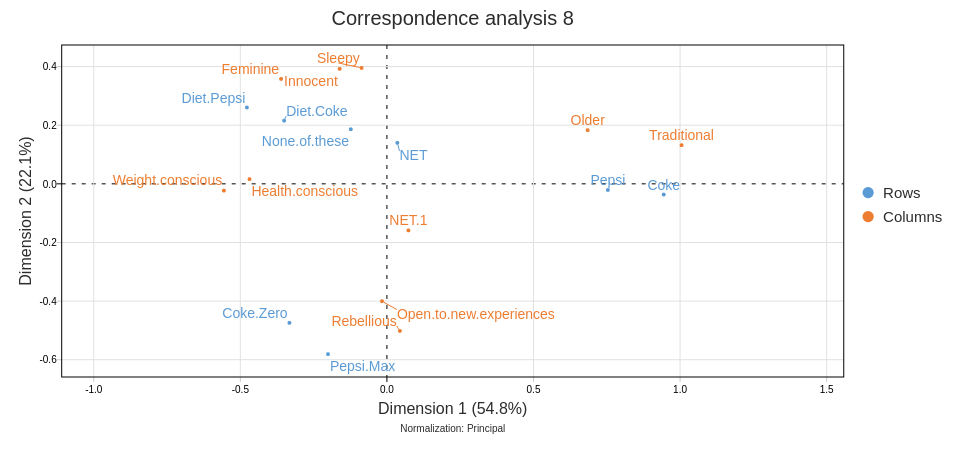 Correspondence analysis 8
Sleepy
0.4
Feminine
Innocent
Diet.Pepsi
Diet.Coke
Older
0.2
Traditional
None.of.these
NET
Weight.conscious
Pepsi
Coke
0.0
Health.conscious
Rows
NET.1
Columns
Dimension 2 (22.1%)
-0.2
-0.4
Coke.Zero
Open.to.new.experiences
Rebellious
-0.6
Pepsi.Max
-1.0 -0.5 0.0 0.5 1.0 1.5
Dimension 1 (54.8%)
Normalization: Principal